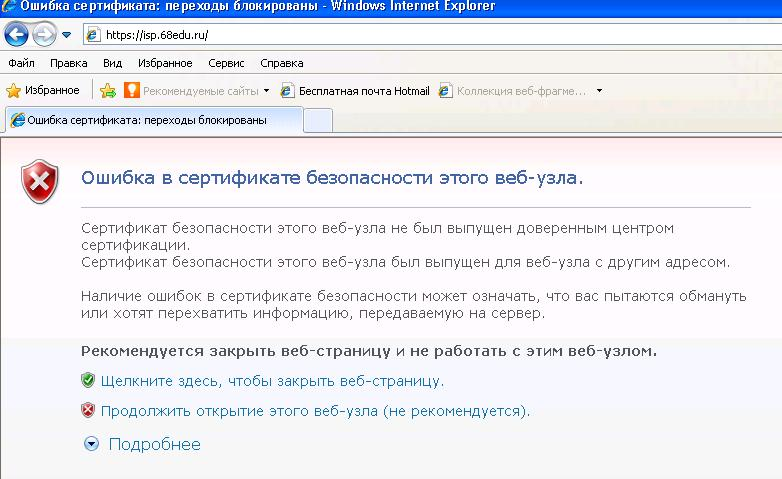 Ошибка сертификата: переходы блокированы - Windows Internet Explorer
https://isp.68edu.ru/
Файл Правка Вид Избранное Сервис Справка
Избранное Рекомендуемые сайты Бесплатная почта Hotmail Коллекция веб-фрагме...
Ошибка сертификата: переходы блокированы
Ошибка в сертификате безопасности этого веб-узла.
Сертификат безопасности этого веб-узла не был выпущен доверенным центром
сертификации.
Сертификат безопасности этого веб-узла был выпущен для веб-узла с другим адресом.
Наличие ошибок в сертификате безопасности может означать, что вас пытаются обмануть
или хотят перехватить информацию, передаваемую на сервер.
Рекомендуется закрыть веб-страницу и не работать с этим веб-узлом.
Щелкните здесь, чтобы закрыть веб-страницу.
Продолжить открытие этого веб-узла (не рекомендуется).
Подробнее